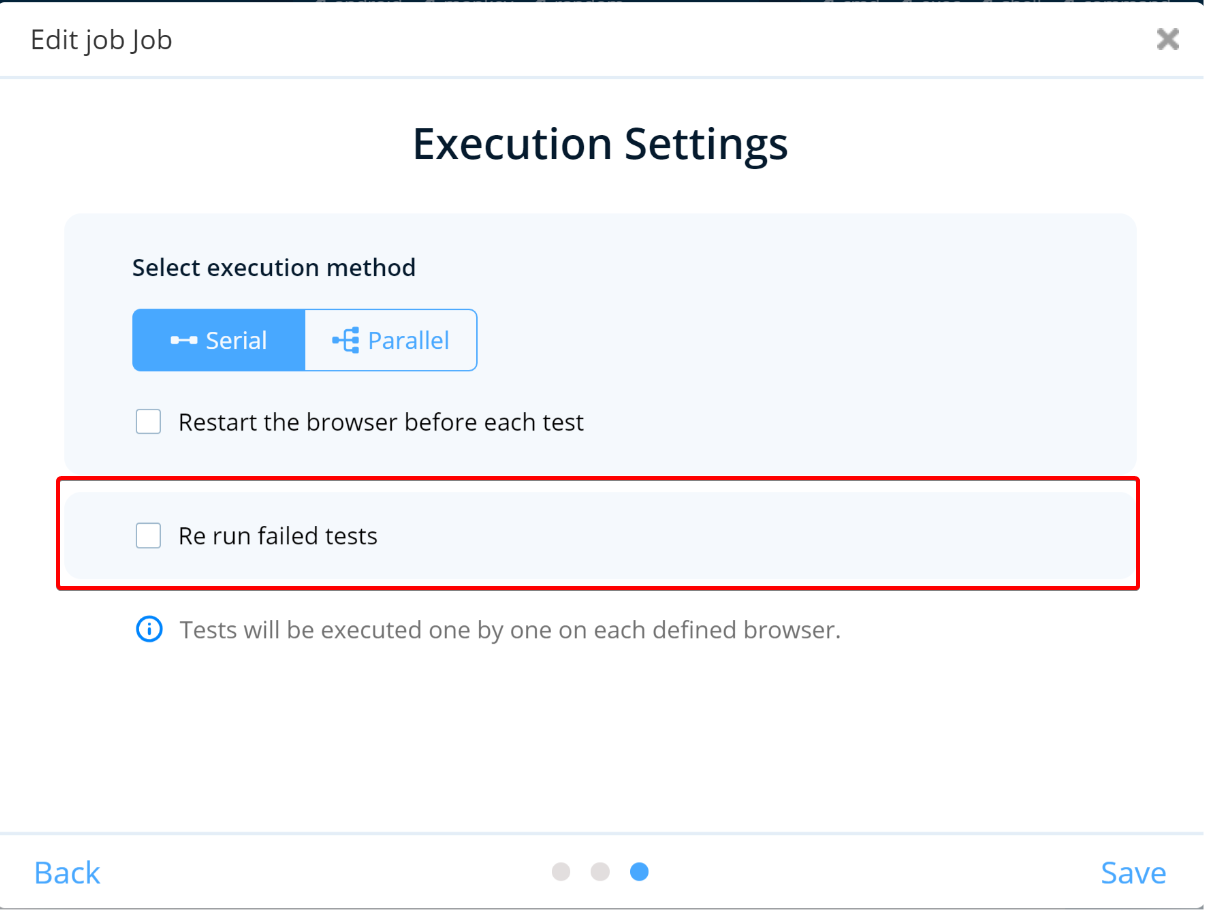 Edit job Job
Execution Settings
Select execution method
Serial
Parallel
Restart the browser before each test
Re run failed tests
Tests will be executed one by one on each defined browser.
Back
Save